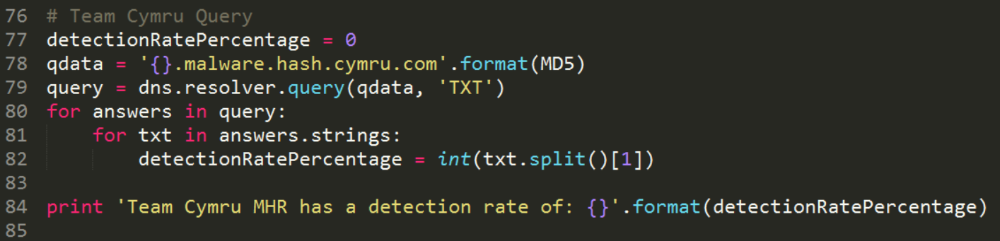 76 # Team Cymru Query
77 detectionRatePercentage = 0
78 qdata = '{}.malware.hash.cymru.com'.format(MD5)
79 query = dns.resolver.query(qdata, 'TXT')
80 for answers in query:
81     for txt in answers.strings:
82         detectionRatePercentage = int(txt.split()[1])
83
84 print 'Team Cymru MHR has a detection rate of: {}'.format(detectionRatePercentage)
85